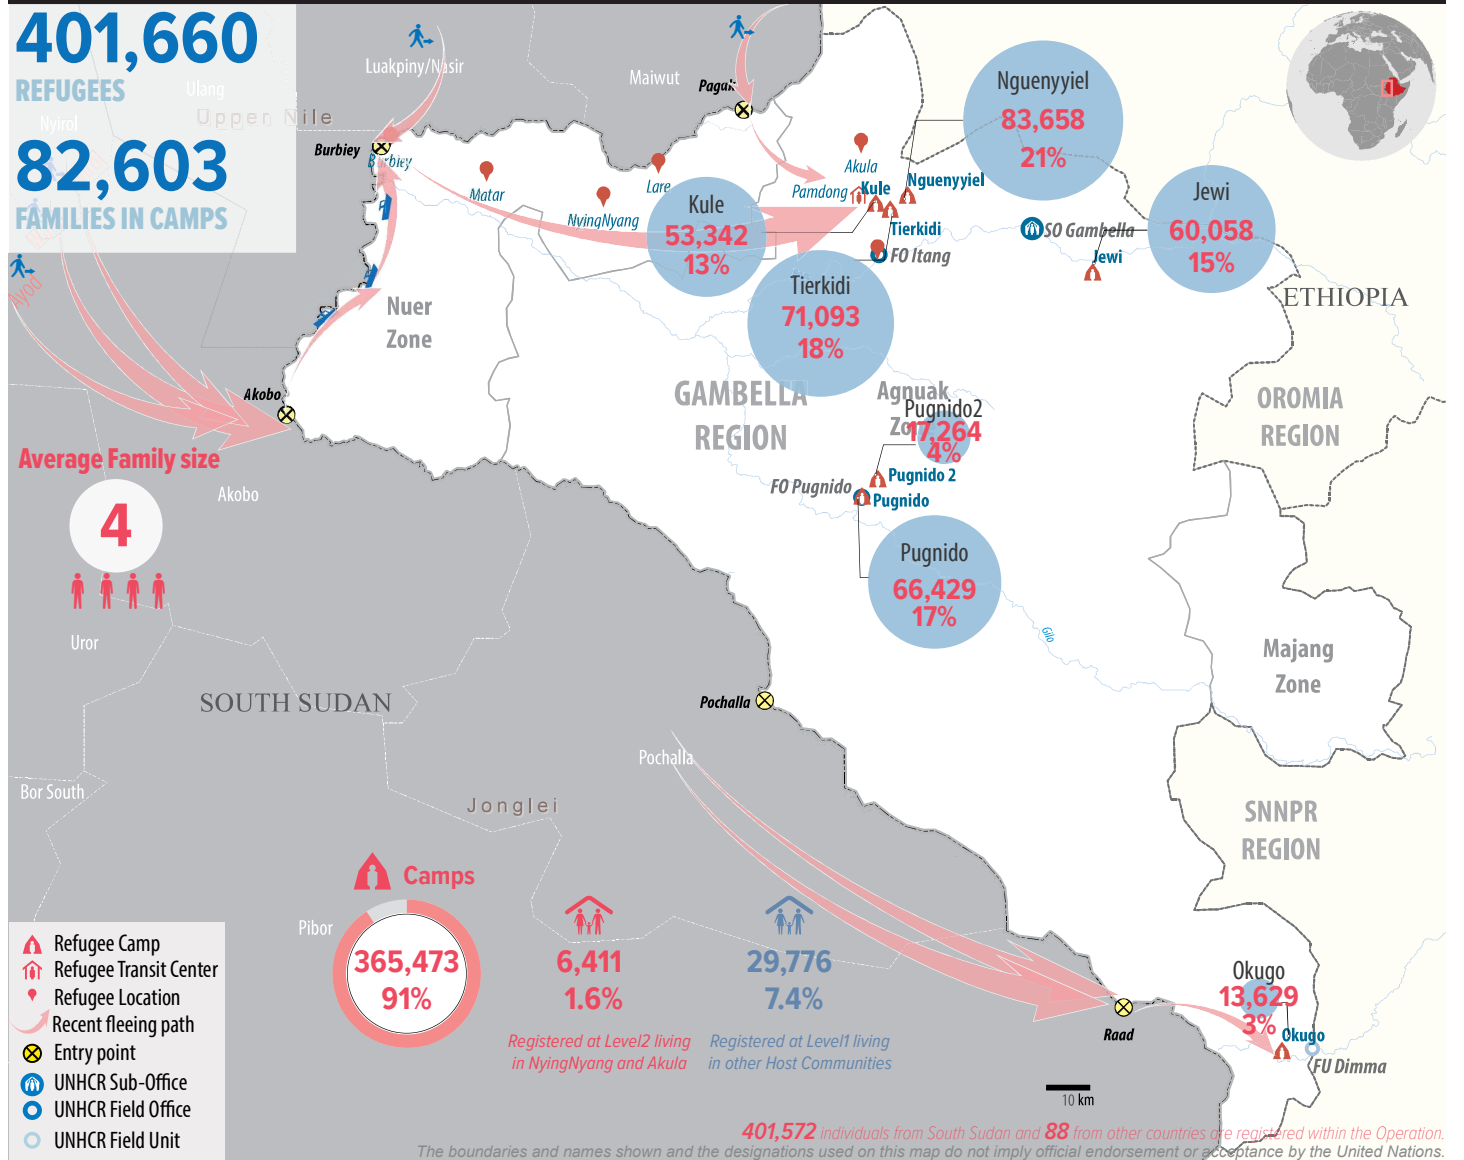 401,660
REFUGEES
82,603
FAMILIES IN CAMPS
Ulang
Nyirol
Upper Nile
Luakpiny/Nasir
Maiwut
Pagak
Burbiey
Burbiey
Matar
NyingNyang
Lare
Akula
Pamdong
Kule
Nguenyyiel
Tierkidi
FO Itang
SO Gambella
Jewi
Nguenyyiel
83,658
21%
Jewi
60,058
15%
Kule
53,342
13%
Tierkidi
71,093
18%
ETHIOPIA
Ayod
Nuer
Zone
Akobo
GAMBELLA
REGION
Agnuak
Zone
Pugnido2
17,264
4%
OROMIA
REGION
Average Family size
4
Akobo
FO Pugnido
Pugnido 2
Pugnido
Pugnido
66,429
17%
Gilo
Uror
Majang
Zone
SOUTH SUDAN
Pochalla
Pochalla
Bor South
Jonglei
SNNPR
REGION
Camps
365,473
91%
Pibor
6,411
1.6%
Registered at Level2 living
in NyingNyang and Akula
29,776
7.4%
Registered at Level1 living
in other Host Communities
Raad
Okugo
13,629
3%
Okugo
FU Dimma
Refugee Camp
Refugee Transit Center
Refugee Location
Recent fleeing path
Entry point
UNHCR Sub-Office
UNHCR Field Office
UNHCR Field Unit
10 km
401,572 individuals from South Sudan and 88 from other countries are registered within the Operation.
The boundaries and names shown and the designations used on this map do not imply official endorsement or acceptance by the United Nations.